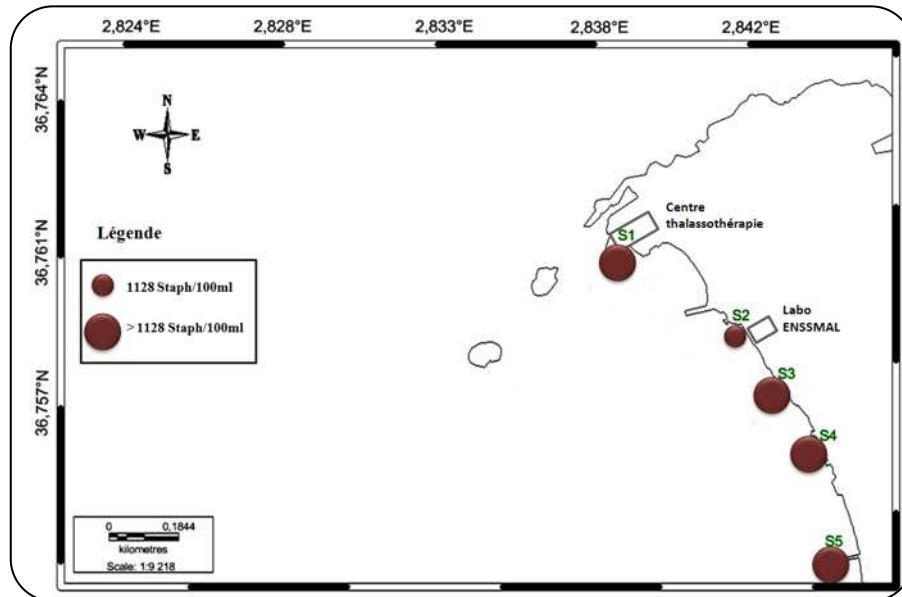 2,824°E 2,828°E 2,833°E 2,838°E 2,842°E
36,764°N
36,761°N
36,757°N
N
W E
S
Centre
thalassothérapie
S1
Légende
1128 Staph/100ml
> 1128 Staph/100ml
S2
Labo
ENSSMAL
S3
S4
S5
0 0,1844
kilometres
Scale: 1:9 218